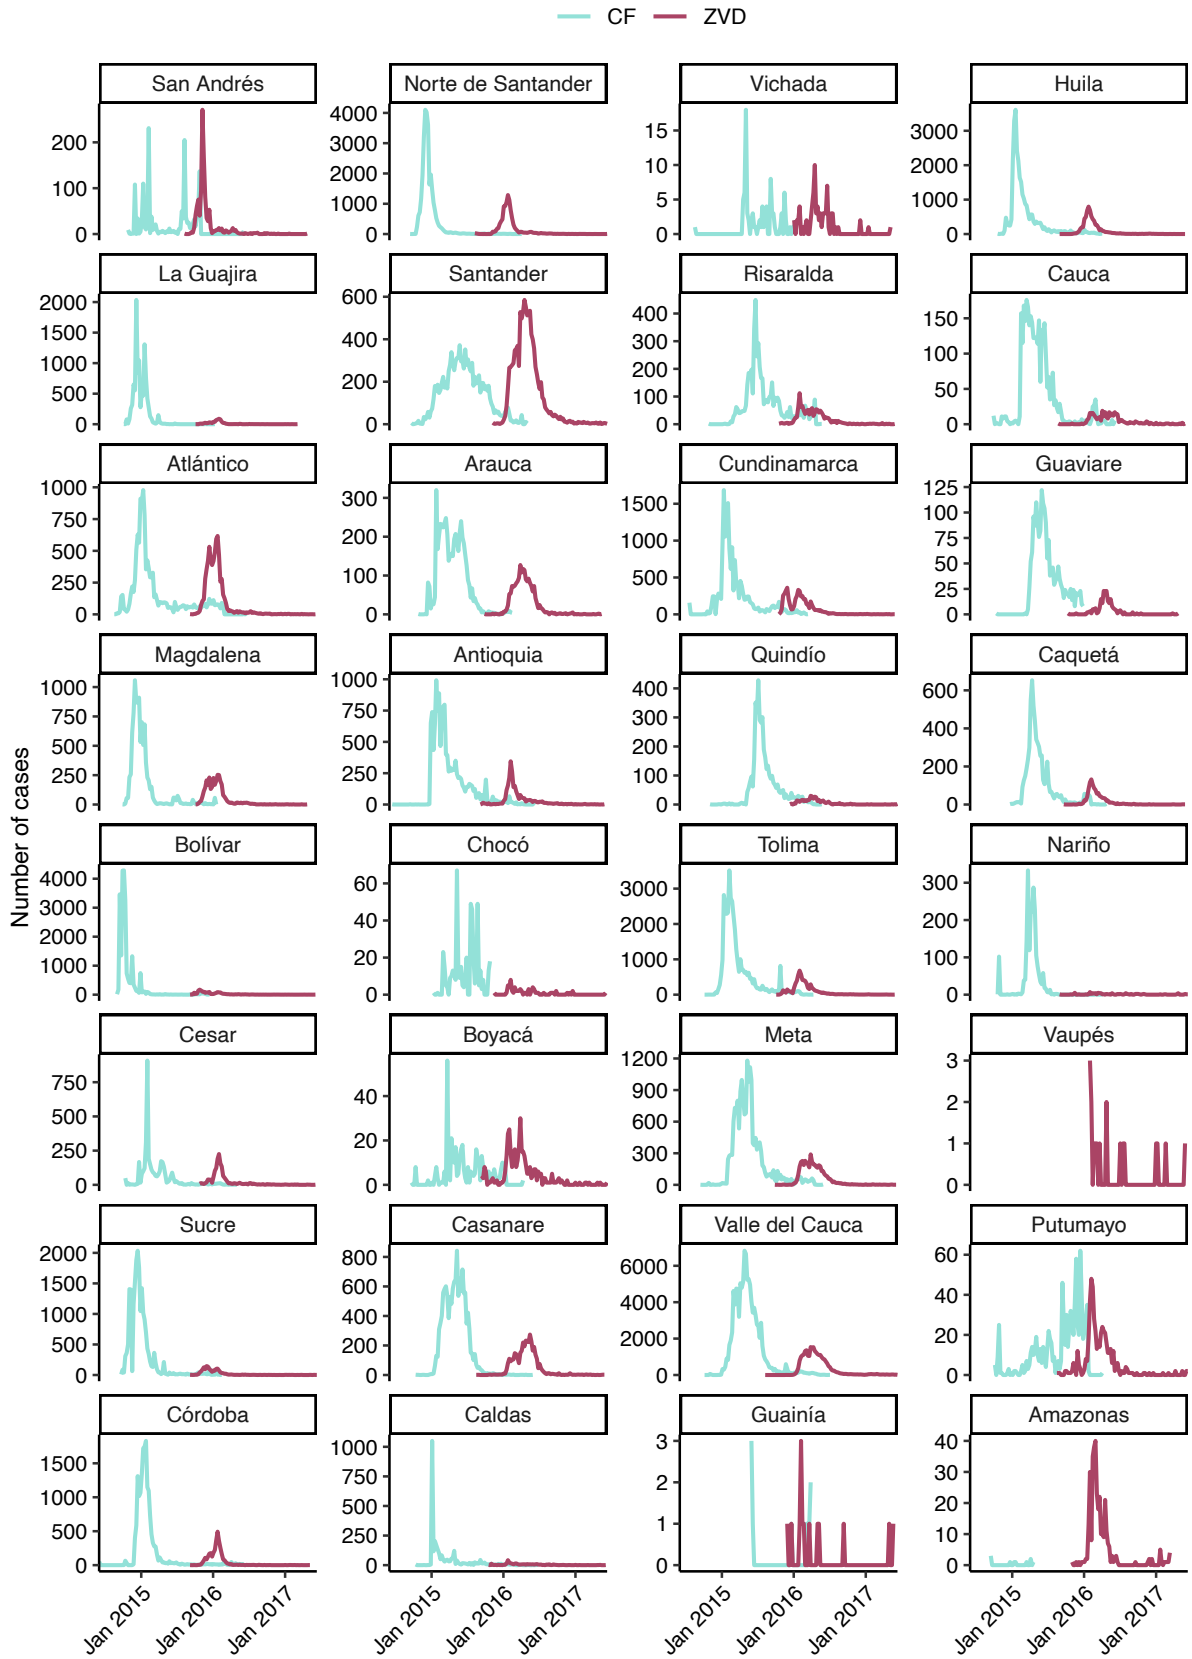 CF ZVD
San Andrés Norte de Santander Vichada Huila
200 100 0
4000 3000 2000 1000 0
15 10 5 0
3000 2000 1000 0
La Guajira Santander Risaralda Cauca
2000 1500 1000 500 0
600 400 200 0
400 300 200 100 0
150 100 50 0
Atlántico Arauca Cundinamarca Guaviare
1000 750 500 250 0
300 200 100 0
1500 1000 500 0
125 100 75 50 25 0
Magdalena Antioquia Quindío Caquetá
1000 750 500 250 0
1000 750 500 250 0
400 300 200 100 0
600 400 200 0
Number of cases
Bolívar Chocó Tolima Nariño
4000 3000 2000 1000 0
60 40 20 0
3000 2000 1000 0
300 200 100 0
Cesar Boyacá Meta Vaupés
750 500 250 0
40 20 0
1200 900 600 300 0
3 2 1 0
Sucre Casanare Valle del Cauca Putumayo
2000 1500 1000 500 0
800 600 400 200 0
6000 4000 2000 0
60 40 20 0
Córdoba Caldas Guainía Amazonas
1500 1000 500 0
1000 750 500 250 0
3 2 1 0
40 30 20 10 0
Jan 2015 Jan 2016 Jan 2017 Jan 2015 Jan 2016 Jan 2017 Jan 2015 Jan 2016 Jan 2017 Jan 2015 Jan 2016 Jan 2017